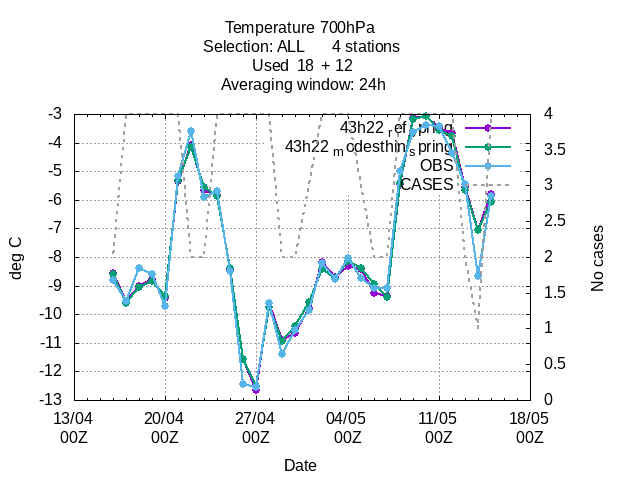 Temperature 700hPa
Selection: ALL 4 stations
Used 18 + 12
Averaging window: 24h
-3 4
43h22 ref spring
-4
43h22 modesthin spring 3.5
-5 OBS
CASES 3
-6
-7 2.5
-8 2
deg C
No cases
-9 1.5
-10 1
-11
-12 0.5
-13 0
13/04 20/04 27/04 04/05 11/05 18/05
00Z 00Z 00Z 00Z 00Z 00Z
Date